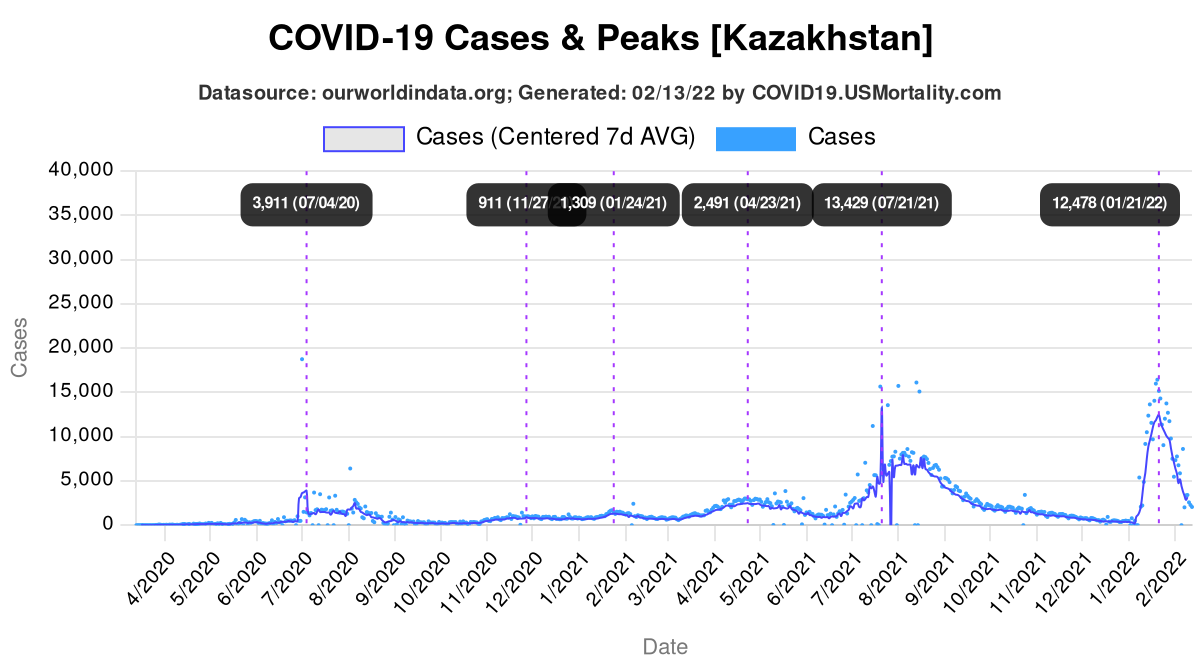 COVID-19 Cases & Peaks [Kazakhstan]
Datasource: ourworldindata.org; Generated: 02/13/22 by COVID19.USMortality.com
Cases (Centered 7d AVG) Cases
40,000
3,911 (07/04/20) 911 (11/27/ 1,309 (01/24/21) 2,491 (04/23/21) 13,429 (07/21/21) 12,478 (01/21/22)
35,000
30,000
25,000
20,000
15,000
10,000
5,000
0
Cases
4/2020 5/2020 6/2020 7/2020 8/2020 9/2020 10/2020 11/2020 12/2020 1/2021 2/2021 3/2021 4/2021 5/2021 6/2021 7/2021 8/2021 9/2021 10/2021 11/2021 12/2021 1/2022 2/2022
Date